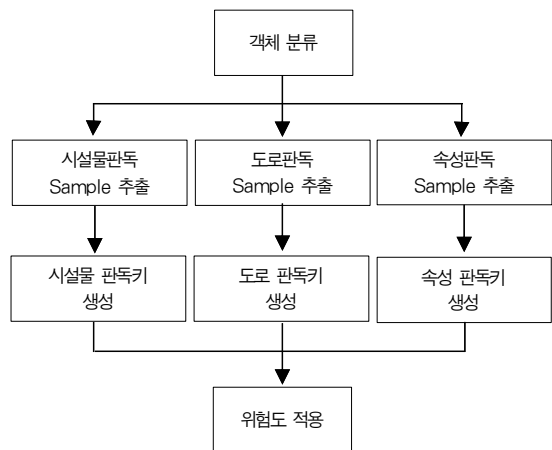 객체 분류
시설물판독
Sample 추출
도로판독
Sample 추출
속성판독
Sample 추출
시설물 판독키
생성
도로 판독키
생성
속성 판독키
생성
위험도 적용